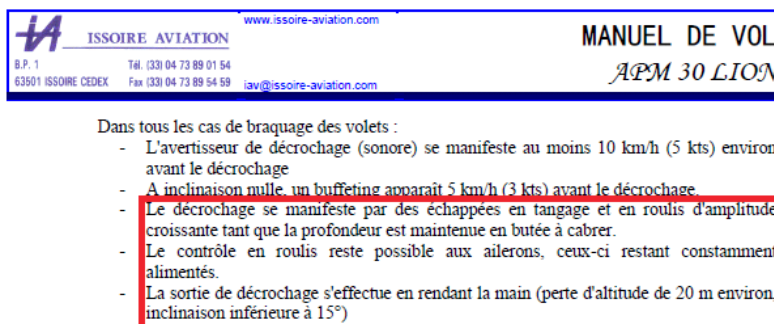 iA ISSOIRE AVIATION
www.issoire-aviation.com
MANUEL DE VOL
B.P. 1 Tél. (33) 04 73 89 01 54
63501 ISSOIRE CEDEX Fax (33) 04 73 89 54 59
iav@issoire-aviation.com
APM 30 LION
Dans tous les cas de braquage des volets :
- L'avertisseur de décrochage (sonore) se manifeste au moins 10 km/h (5 kts) environ
avant le décrochage
- A inclinaison nulle, un buffeting apparaît 5 km/h (3 kts) avant le décrochage.
- Le décrochage se manifeste par des échappées en tangage et en roulis d'amplitude
croissante tant que la profondeur est maintenue en butée à cabrer.
- Le contrôle en roulis reste possible aux ailerons, ceux-ci restant constamment
alimentés.
- La sortie de décrochage s'effectue en rendant la main (perte d'altitude de 20 m environ,
inclinaison inférieure à 15°)